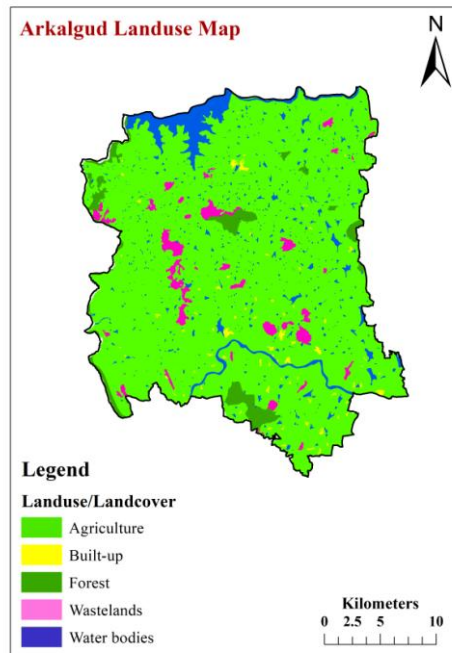 Arkalgud Landuse Map
N
Legend
Landuse/Landcover
Agriculture
Built-up
Forest
Wastelands
Water bodies
Kilometers
0 2.5 5 10